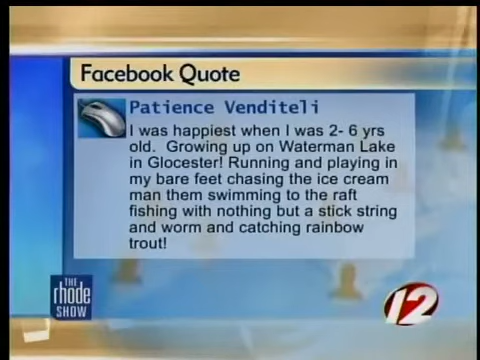 Facebook Quote
Patience Venditeli
I was happiest when I was 2- 6 yrs
old. Growing up on Waterman Lake
in Glocester! Running and playing in
my bare feet chasing the ice cream
man them swimming to the raft
fishing with nothing but a stick string
and worm and catching rainbow
trout!
THE
rhode
SHOW
12